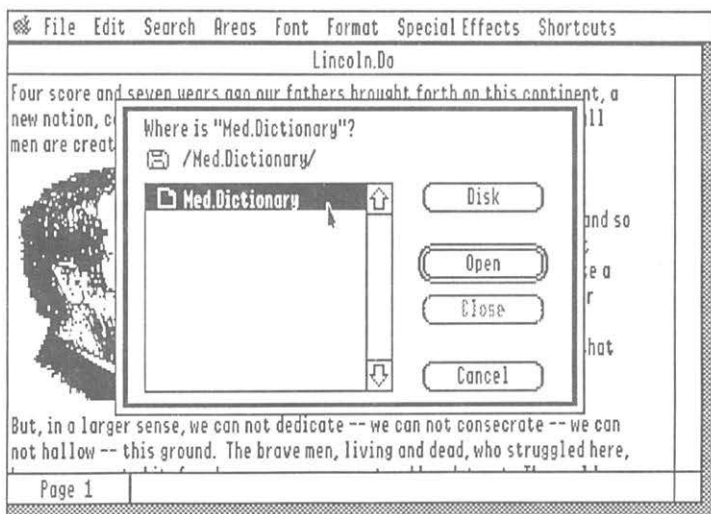 File Edit Search Areas Font Format Special Effects Shortcuts
Lincoln.Do
Four score and seven years ago our fathers brought forth on this continent, a
new nation, c
all
men are creat
Where is "Med.Dictionary"?
/Med.Dictionary/
Med.Dictionary
Disk
Open
Close
Cancel
and so
e a
r
that
But, in a larger sense, we can not dedicate -- we can not consecrate -- we can
not hallow -- this ground. The brave men, living and dead, who struggled here,
Page 1